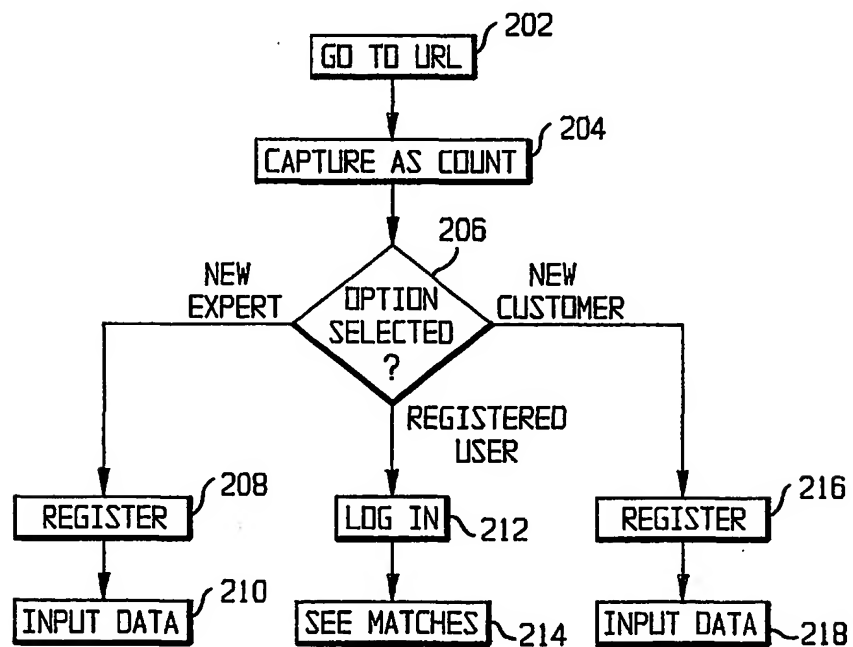 202
GO TO URL
204
CAPTURE AS COUNT
206
NEW
EXPERT
OPTION
SELECTED
?
NEW
CUSTOMER
REGISTERED
USER
208
REGISTER
LOG IN
212
216
REGISTER
210
INPUT DATA
SEE MATCHES
214
INPUT DATA
218